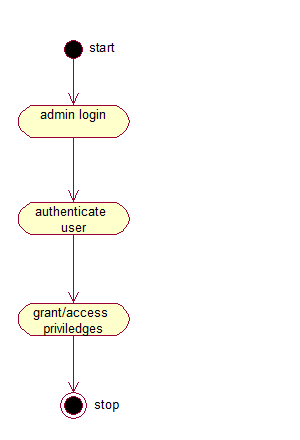 start
admin login
authenticate
user
grant/access
priviledges
stop